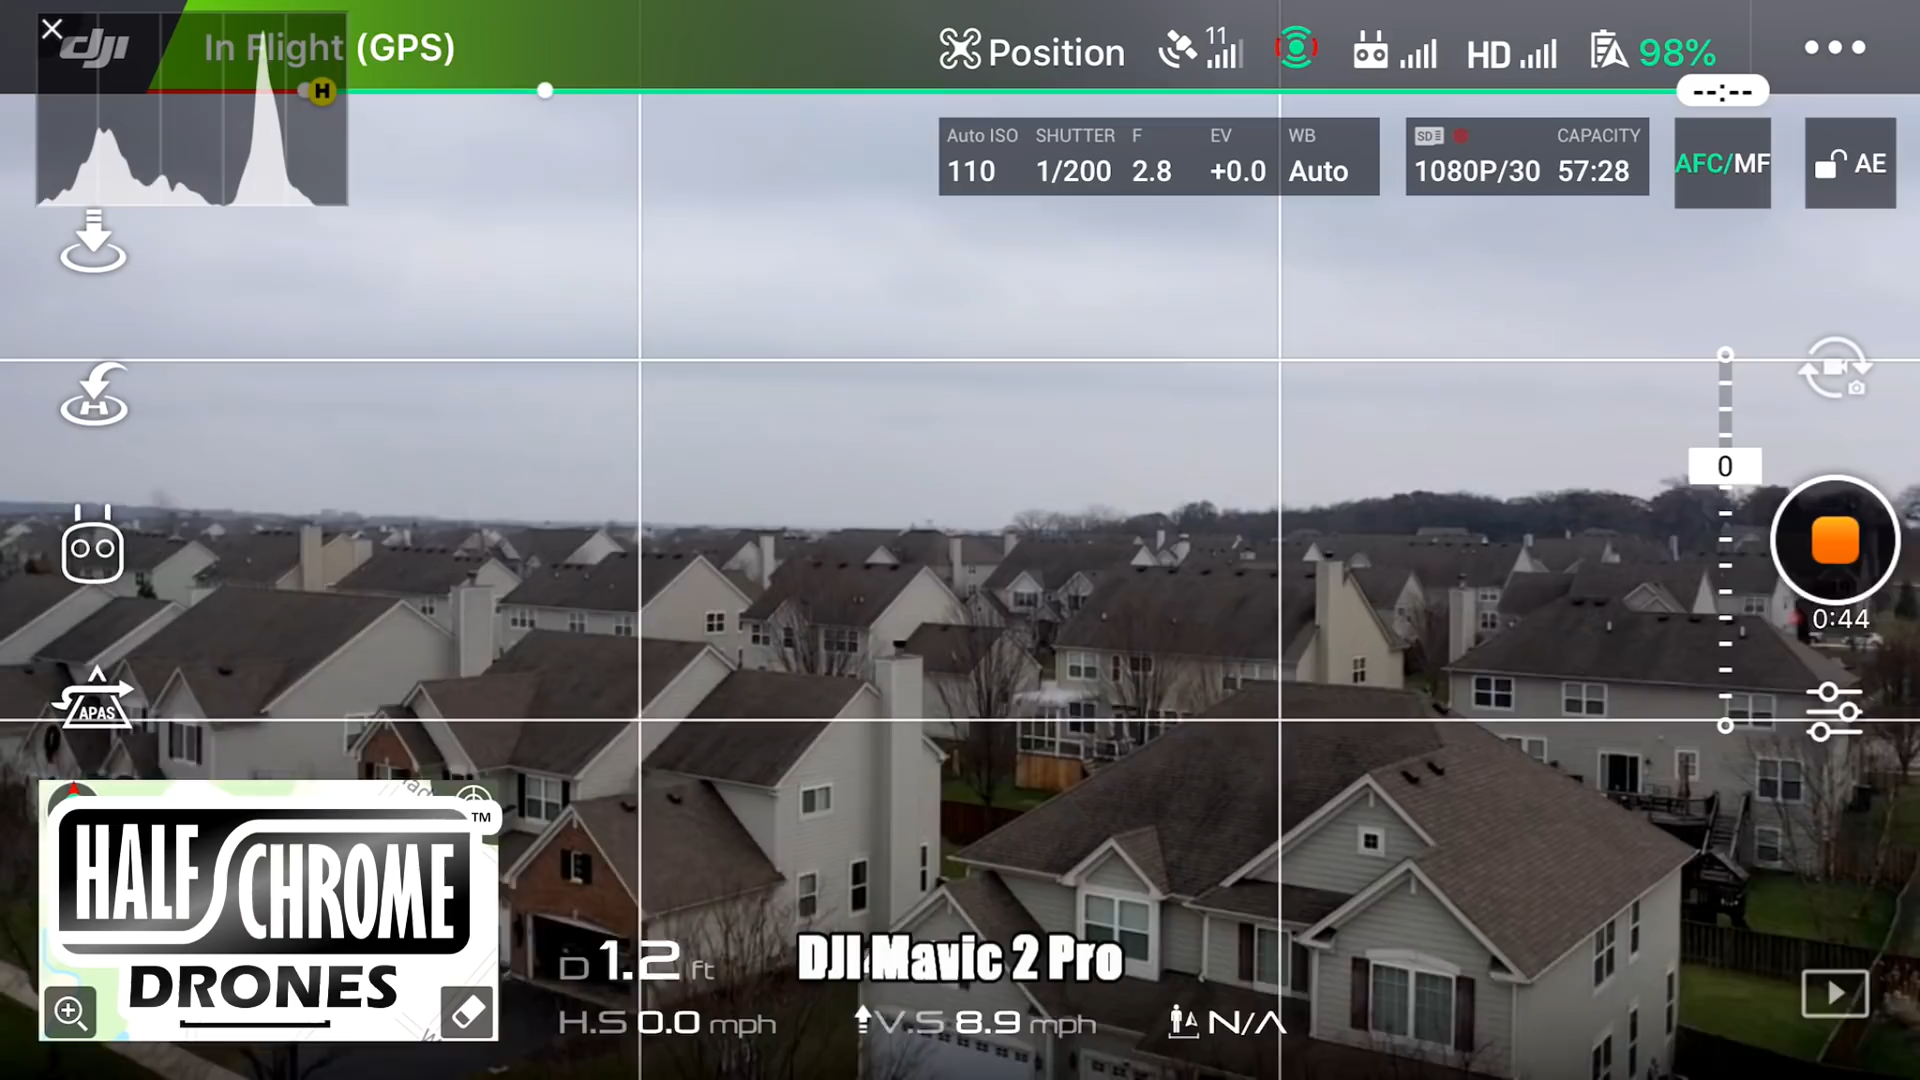 dji
In Flight (GPS)
Position
11
HD
98%
H
--:--
Auto ISO SHUTTER F EV WB
110 1/200 2.8 +0.0 Auto
SD CAPACITY
1080P/30 57:28
AFC/MF
AE
H
0
0:44
APAS
HALF CHROME™
DRONES
D 1.2 ft
DJI Mavic 2 Pro
H.S 0.0 mph
V.S 8.9 mph
N/A